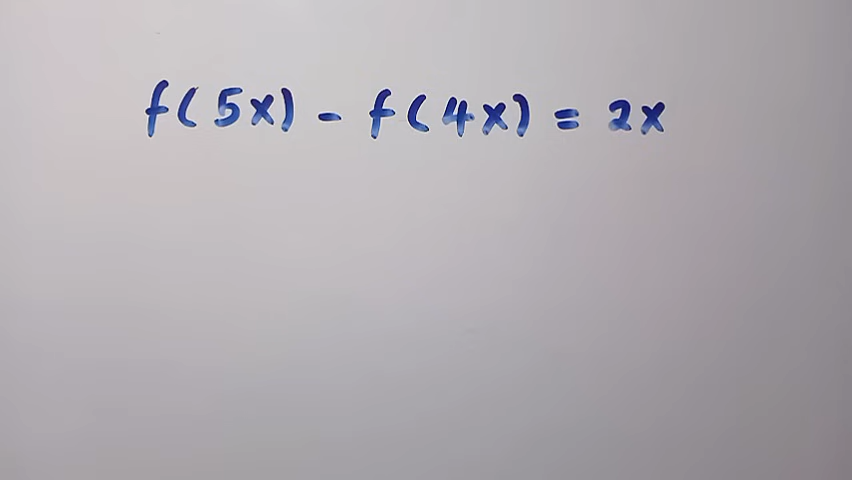 f(5x) - f(4x) = 2x